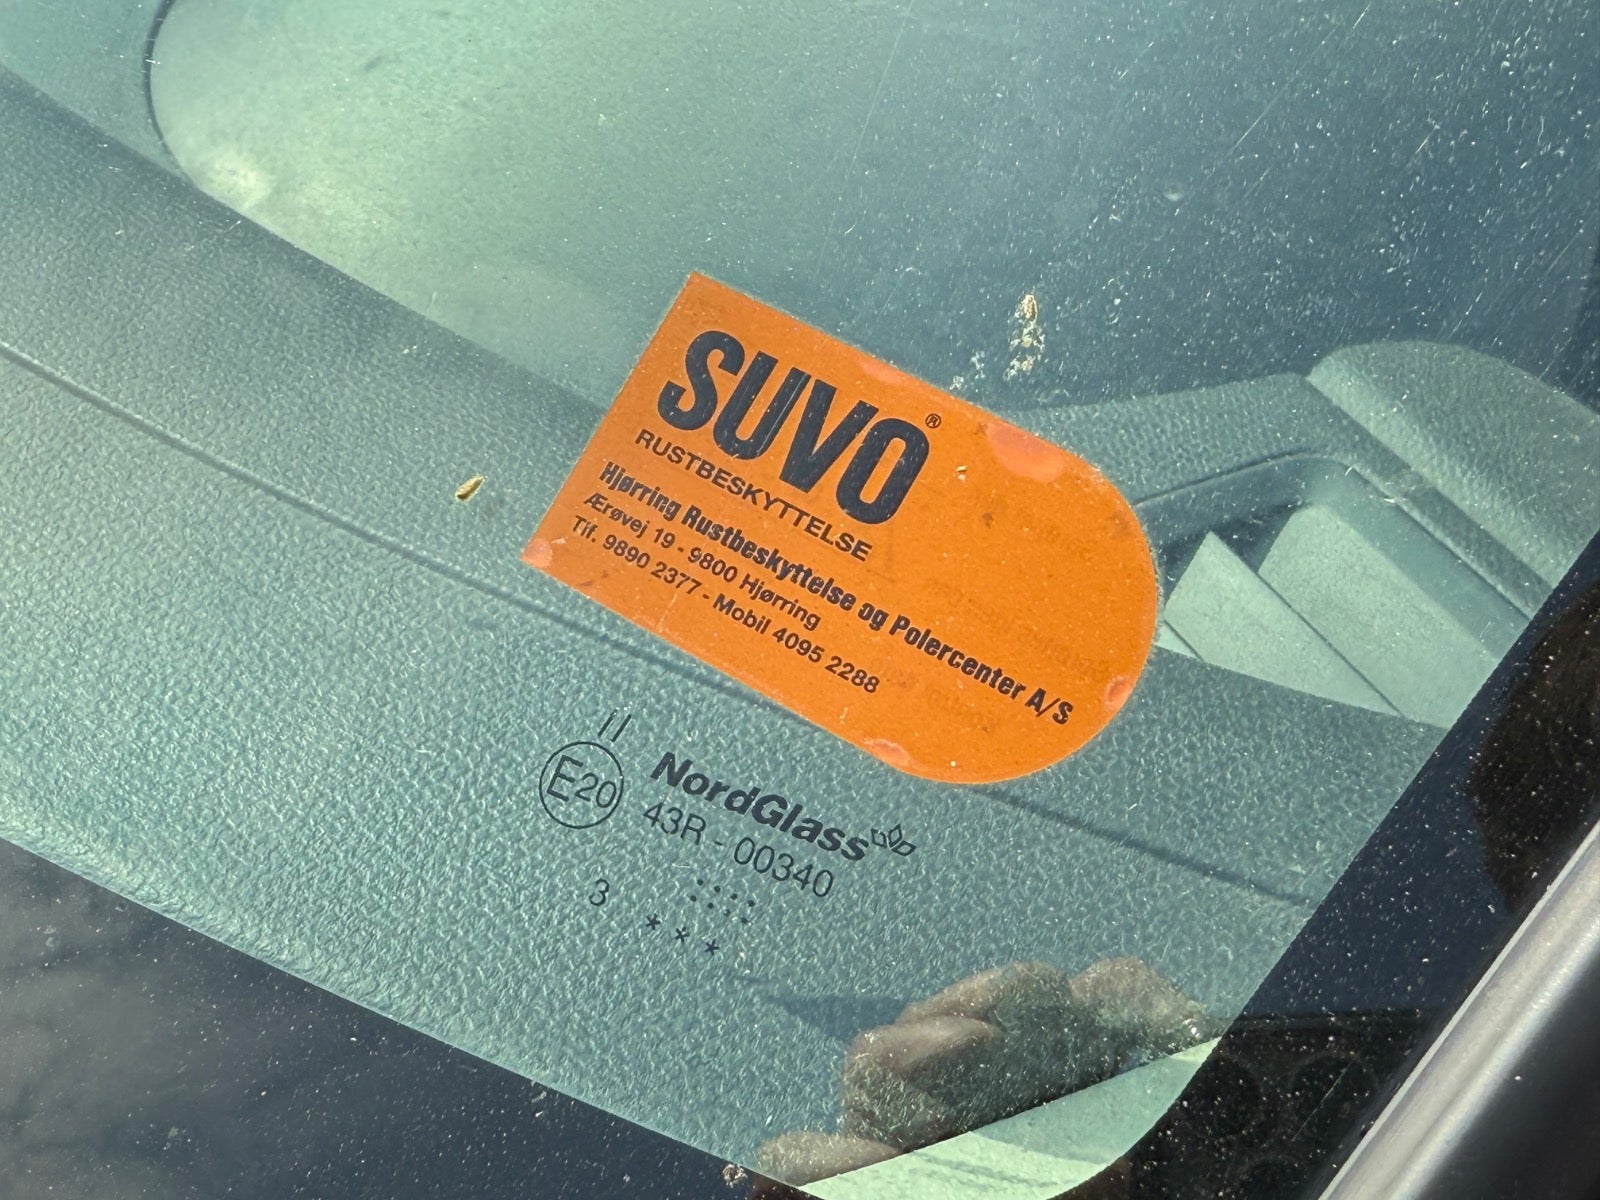 SUVO®
RUSTBESKYTTELSE
Hjørring Rustbeskyttelse og Polercenter A/S
Ærøvej 19 - 9800 Hjørring
Tlf. 9890 2377 - Mobil 4095 2288
II
E20 NordGlass
43R - 00340
3
* * *